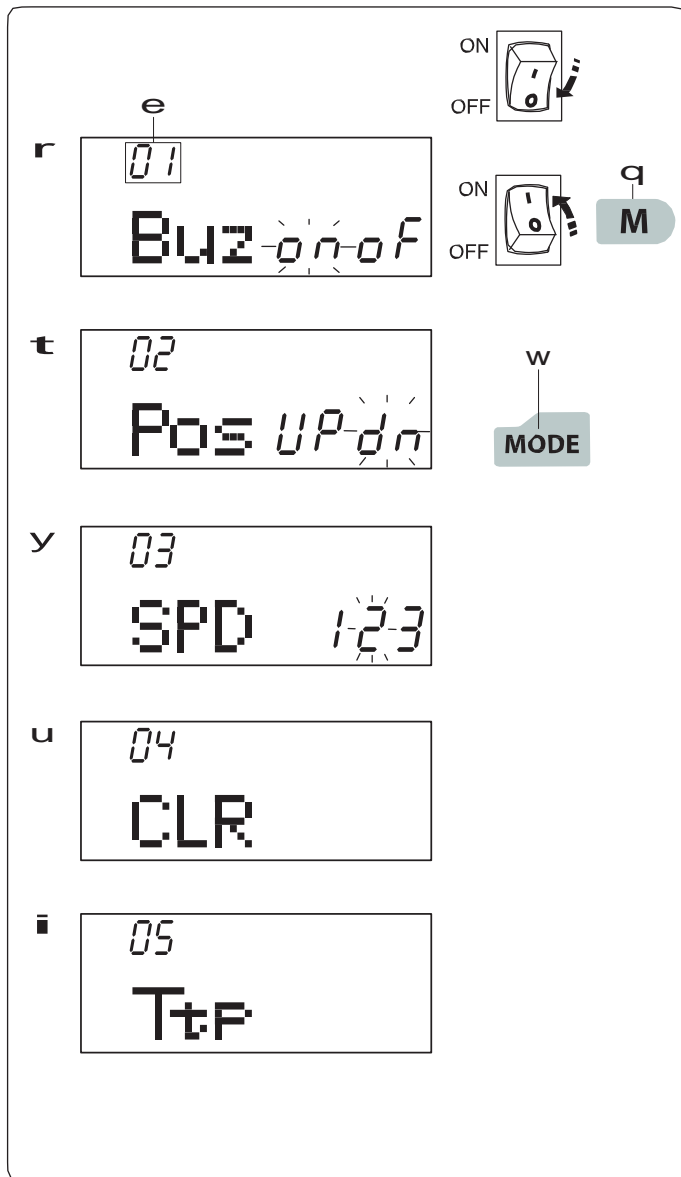 ON
OFF
e
r
01
Buz on oF
ON
OFF
q
M
t
02
Pos UP dn
w
MODE
y
03
SPD 1 2 3
u
04
CLR
i
05
Ttp